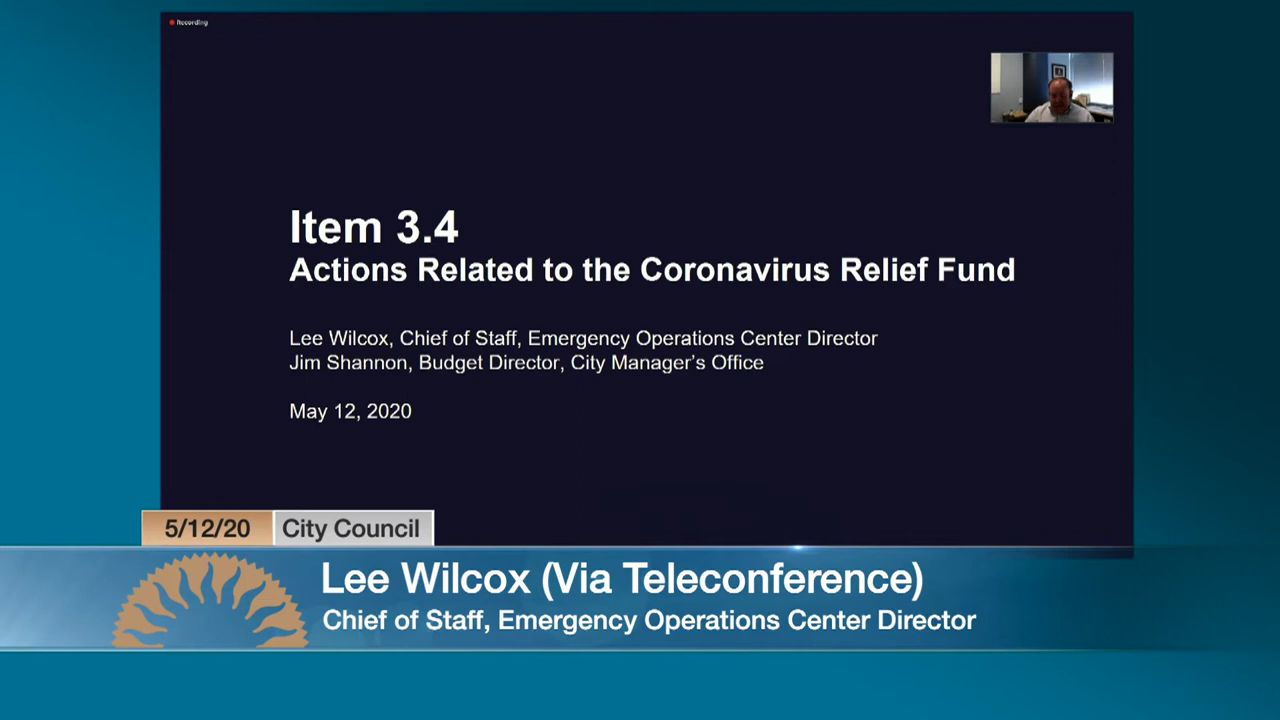 Recording
Item 3.4
Actions Related to the Coronavirus Relief Fund
Lee Wilcox, Chief of Staff, Emergency Operations Center Director
Jim Shannon, Budget Director, City Manager's Office
May 12, 2020
5/12/20 City Council
Lee Wilcox (Via Teleconference)
Chief of Staff, Emergency Operations Center Director